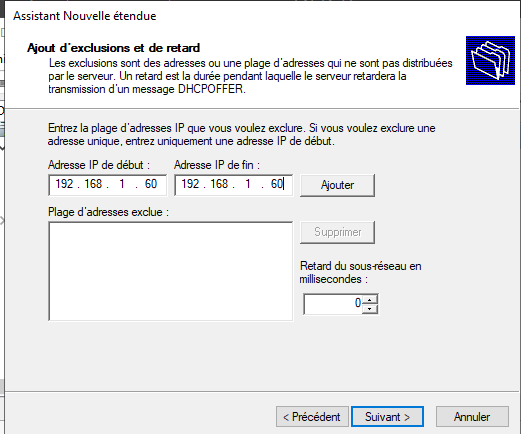 Assistant Nouvelle étendue
Ajout d'exclusions et de retard
Les exclusions sont des adresses ou une plage d'adresses qui ne sont pas distribuées
par le serveur. Un retard est la durée pendant laquelle le serveur retardera la
transmission d'un message DHCPOFFER.
Entrez la plage d'adresses IP que vous voulez exclure. Si vous voulez exclure une
adresse unique, entrez uniquement une adresse IP de début.
Adresse IP de début : Adresse IP de fin :
192 . 168 . 1 . 60 192 . 168 . 1 . 60 Ajouter
Plage d'adresses exclue : Supprimer
Retard du sous-réseau en
millisecondes :
0
< Précédent Suivant > Annuler